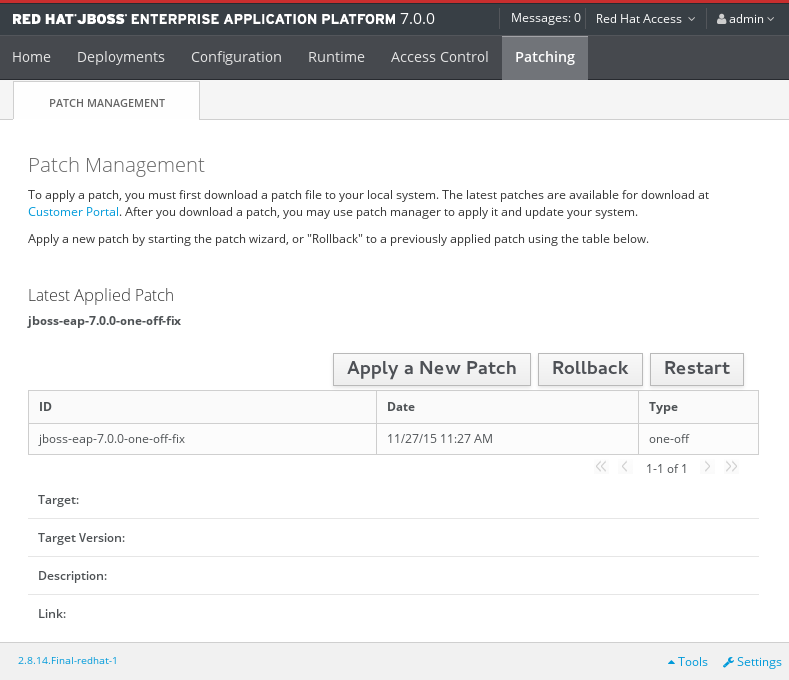 RED HAT JBOSS ENTERPRISE APPLICATION PLATFORM 7.0.0 Messages: 0 Red Hat Access admin
Home Deployments Configuration Runtime Access Control Patching
PATCH MANAGEMENT
Patch Management
To apply a patch, you must first download a patch file to your local system. The latest patches are available for download at
Customer Portal. After you download a patch, you may use patch manager to apply it and update your system.
Apply a new patch by starting the patch wizard, or "Rollback" to a previously applied patch using the table below.
Latest Applied Patch
jboss-eap-7.0.0-one-off-fix
Apply a New Patch Rollback Restart
ID Date Type
jboss-eap-7.0.0-one-off-fix 11/27/15 11:27 AM one-off
1-1 of 1
Target:
Target Version:
Description:
Link:
2.8.14.Final-redhat-1 Tools Settings